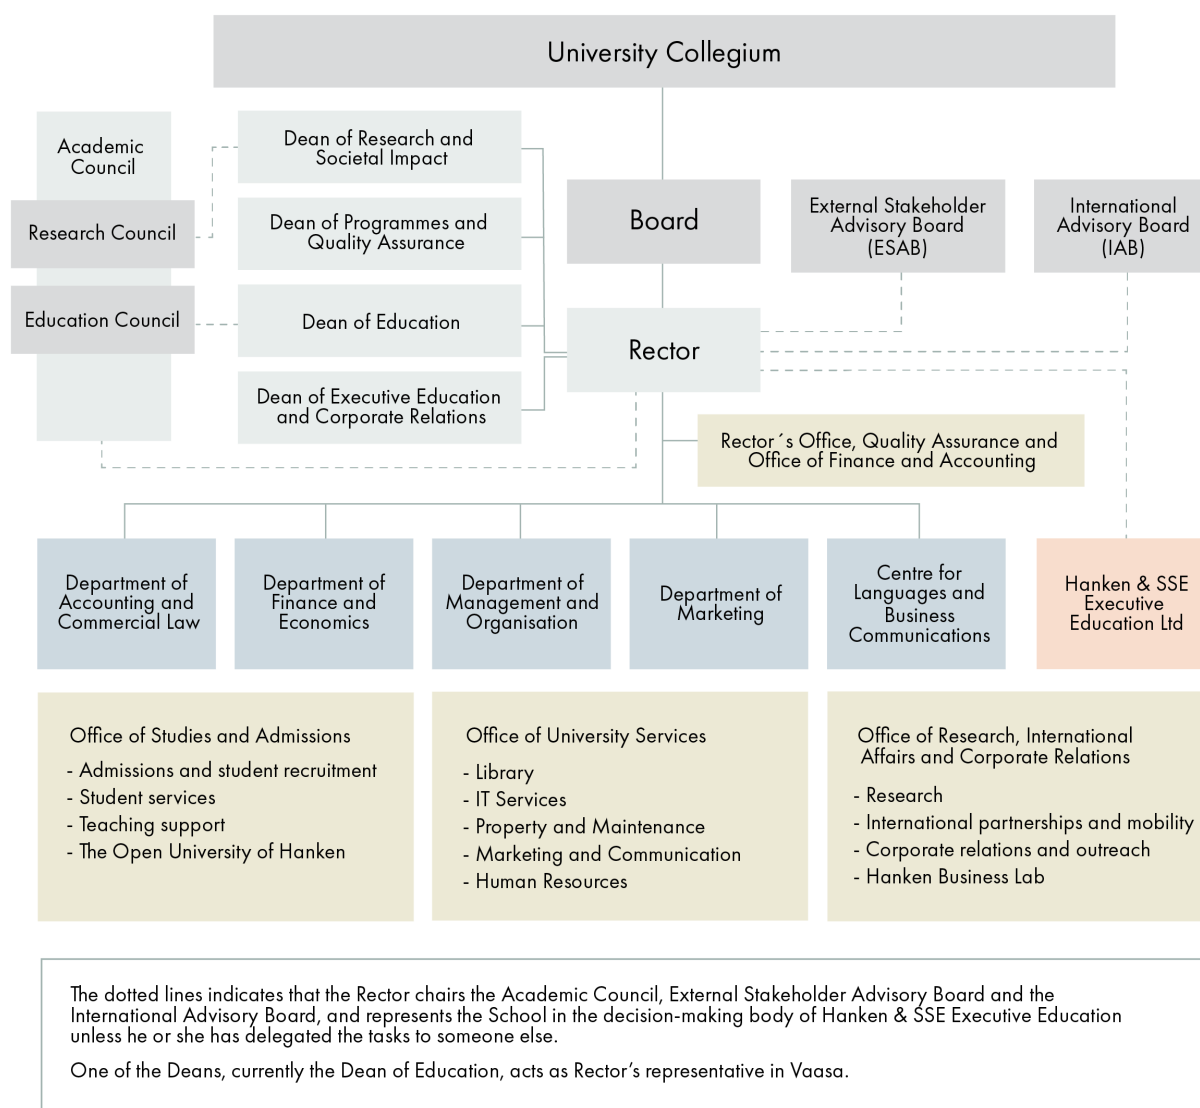 University Collegium
Academic
Council
Research Council
Education Council
Dean of Research and
Societal Impact
Dean of Programmes and
Quality Assurance
Dean of Education
Dean of Executive Education
and Corporate Relations
Board
Rector
External Stakeholder
Advisory Board
(ESAB)
International
Advisory Board
(IAB)
Rector´s Office, Quality Assurance and
Office of Finance and Accounting
Department of
Accounting and
Commercial Law
Department of
Finance and
Economics
Department of
Management and
Organisation
Department of
Marketing
Centre for
Languages and
Business
Communications
Hanken & SSE
Executive
Education Ltd
Office of Studies and Admissions
- Admissions and student recruitment
- Student services
- Teaching support
- The Open University of Hanken
Office of University Services
- Library
- IT Services
- Property and Maintenance
- Marketing and Communication
- Human Resources
Office of Research, International
Affairs and Corporate Relations
- Research
- International partnerships and mobility
- Corporate relations and outreach
- Hanken Business Lab
The dotted lines indicates that the Rector chairs the Academic Council, External Stakeholder Advisory Board and the
International Advisory Board, and represents the School in the decision-making body of Hanken & SSE Executive Education
unless he or she has delegated the tasks to someone else.
One of the Deans, currently the Dean of Education, acts as Rector’s representative in Vaasa.